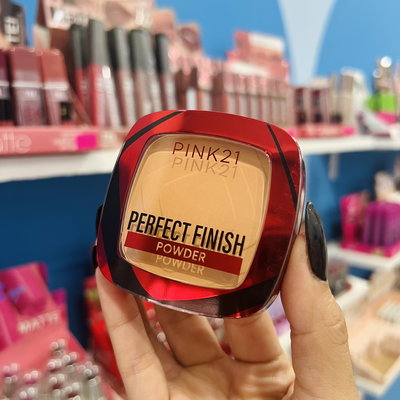 PINK21
PINK21
PERFECT FINISH
POWDER
POWDER
MATTE